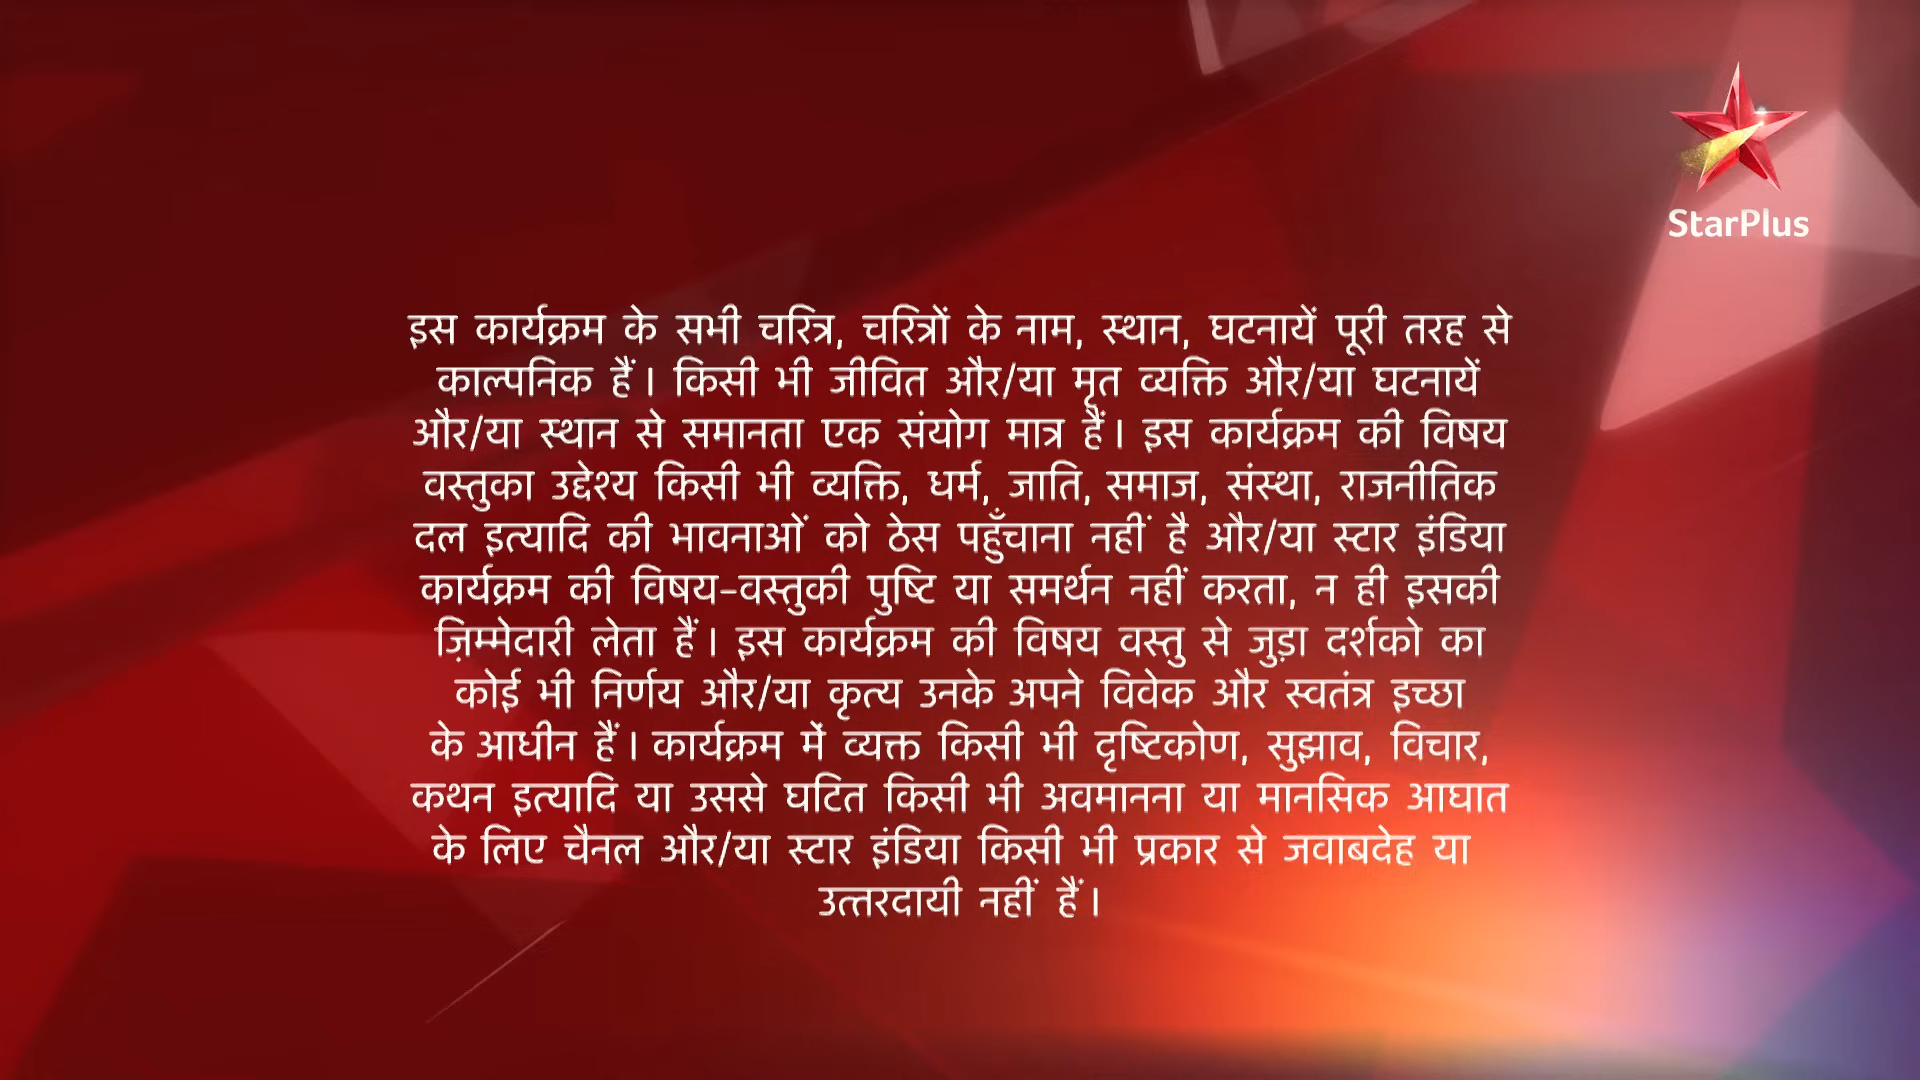 StarPlus
इस कार्यक्रम के सभी चरित्र, चरित्रों के नाम, स्थान, घटनायें पूरी तरह से
काल्पनिक हैं। किसी भी जीवित और/या मृत व्यक्ति और/या घटनायें
और/या स्थान से समानता एक संयोग मात्र हैं। इस कार्यक्रम की विषय
वस्तुका उद्देश्य किसी भी व्यक्ति, धर्म, जाति, समाज, संस्था, राजनीतिक
दल इत्यादि की भावनाओं को ठेस पहुँचाना नहीं है और/या स्टार इंडिया
कार्यक्रम की विषय-वस्तुकी पुष्टि या समर्थन नहीं करता, न ही इसकी
ज़िम्मेदारी लेता हैं। इस कार्यक्रम की विषय वस्तु से जुड़ा दर्शको का
कोई भी निर्णय और/या कृत्य उनके अपने विवेक और स्वतंत्र इच्छा
के आधीन हैं। कार्यक्रम में व्यक्त किसी भी दृष्टिकोण, सुझाव, विचार,
कथन इत्यादि या उससे घटित किसी भी अवमानना या मानसिक आघात
के लिए चैनल और/या स्टार इंडिया किसी भी प्रकार से जवाबदेह या
उत्तरदायी नहीं हैं।